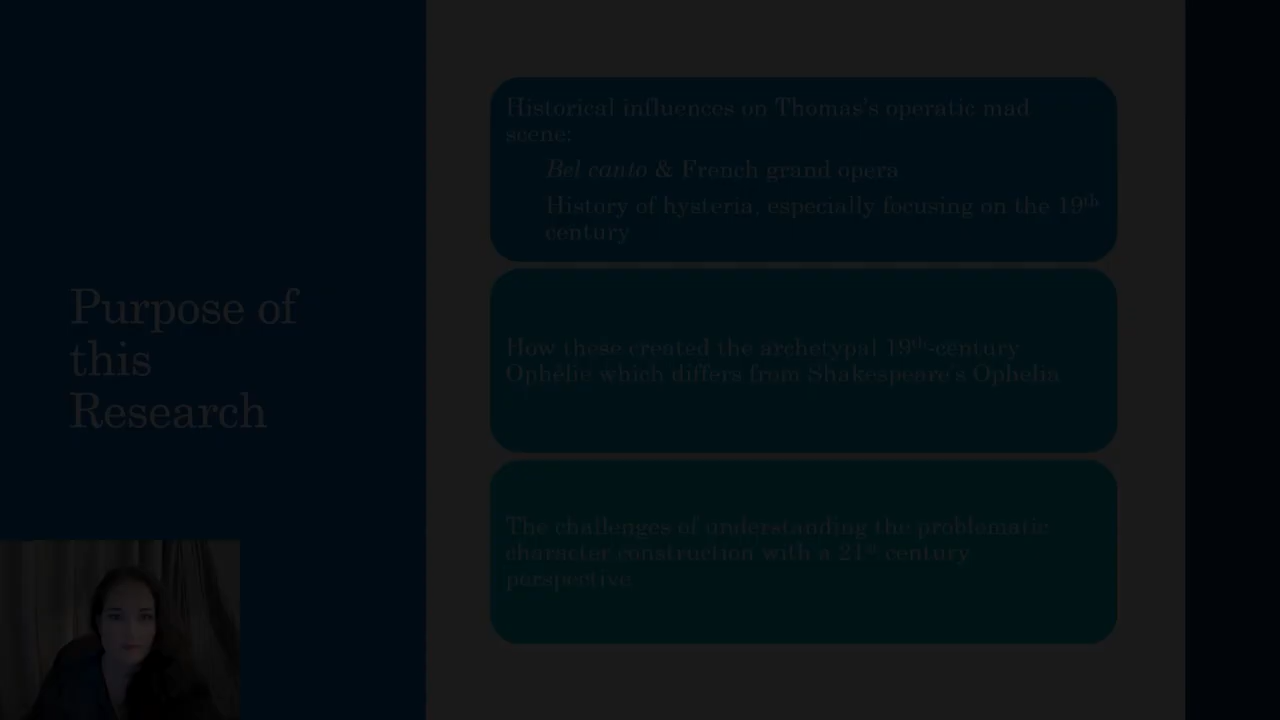 Purpose of
this
Research
Historical influences on Thomas's operatic mad
scene:
Bel canto & French grand opera
History of hysteria, especially focusing on the 19th
century
How these created the archetypal 19th-century
Ophélie which differs from Shakespeare's Ophelia
The challenges of understanding the problematic
character construction with a 21st century
perspective